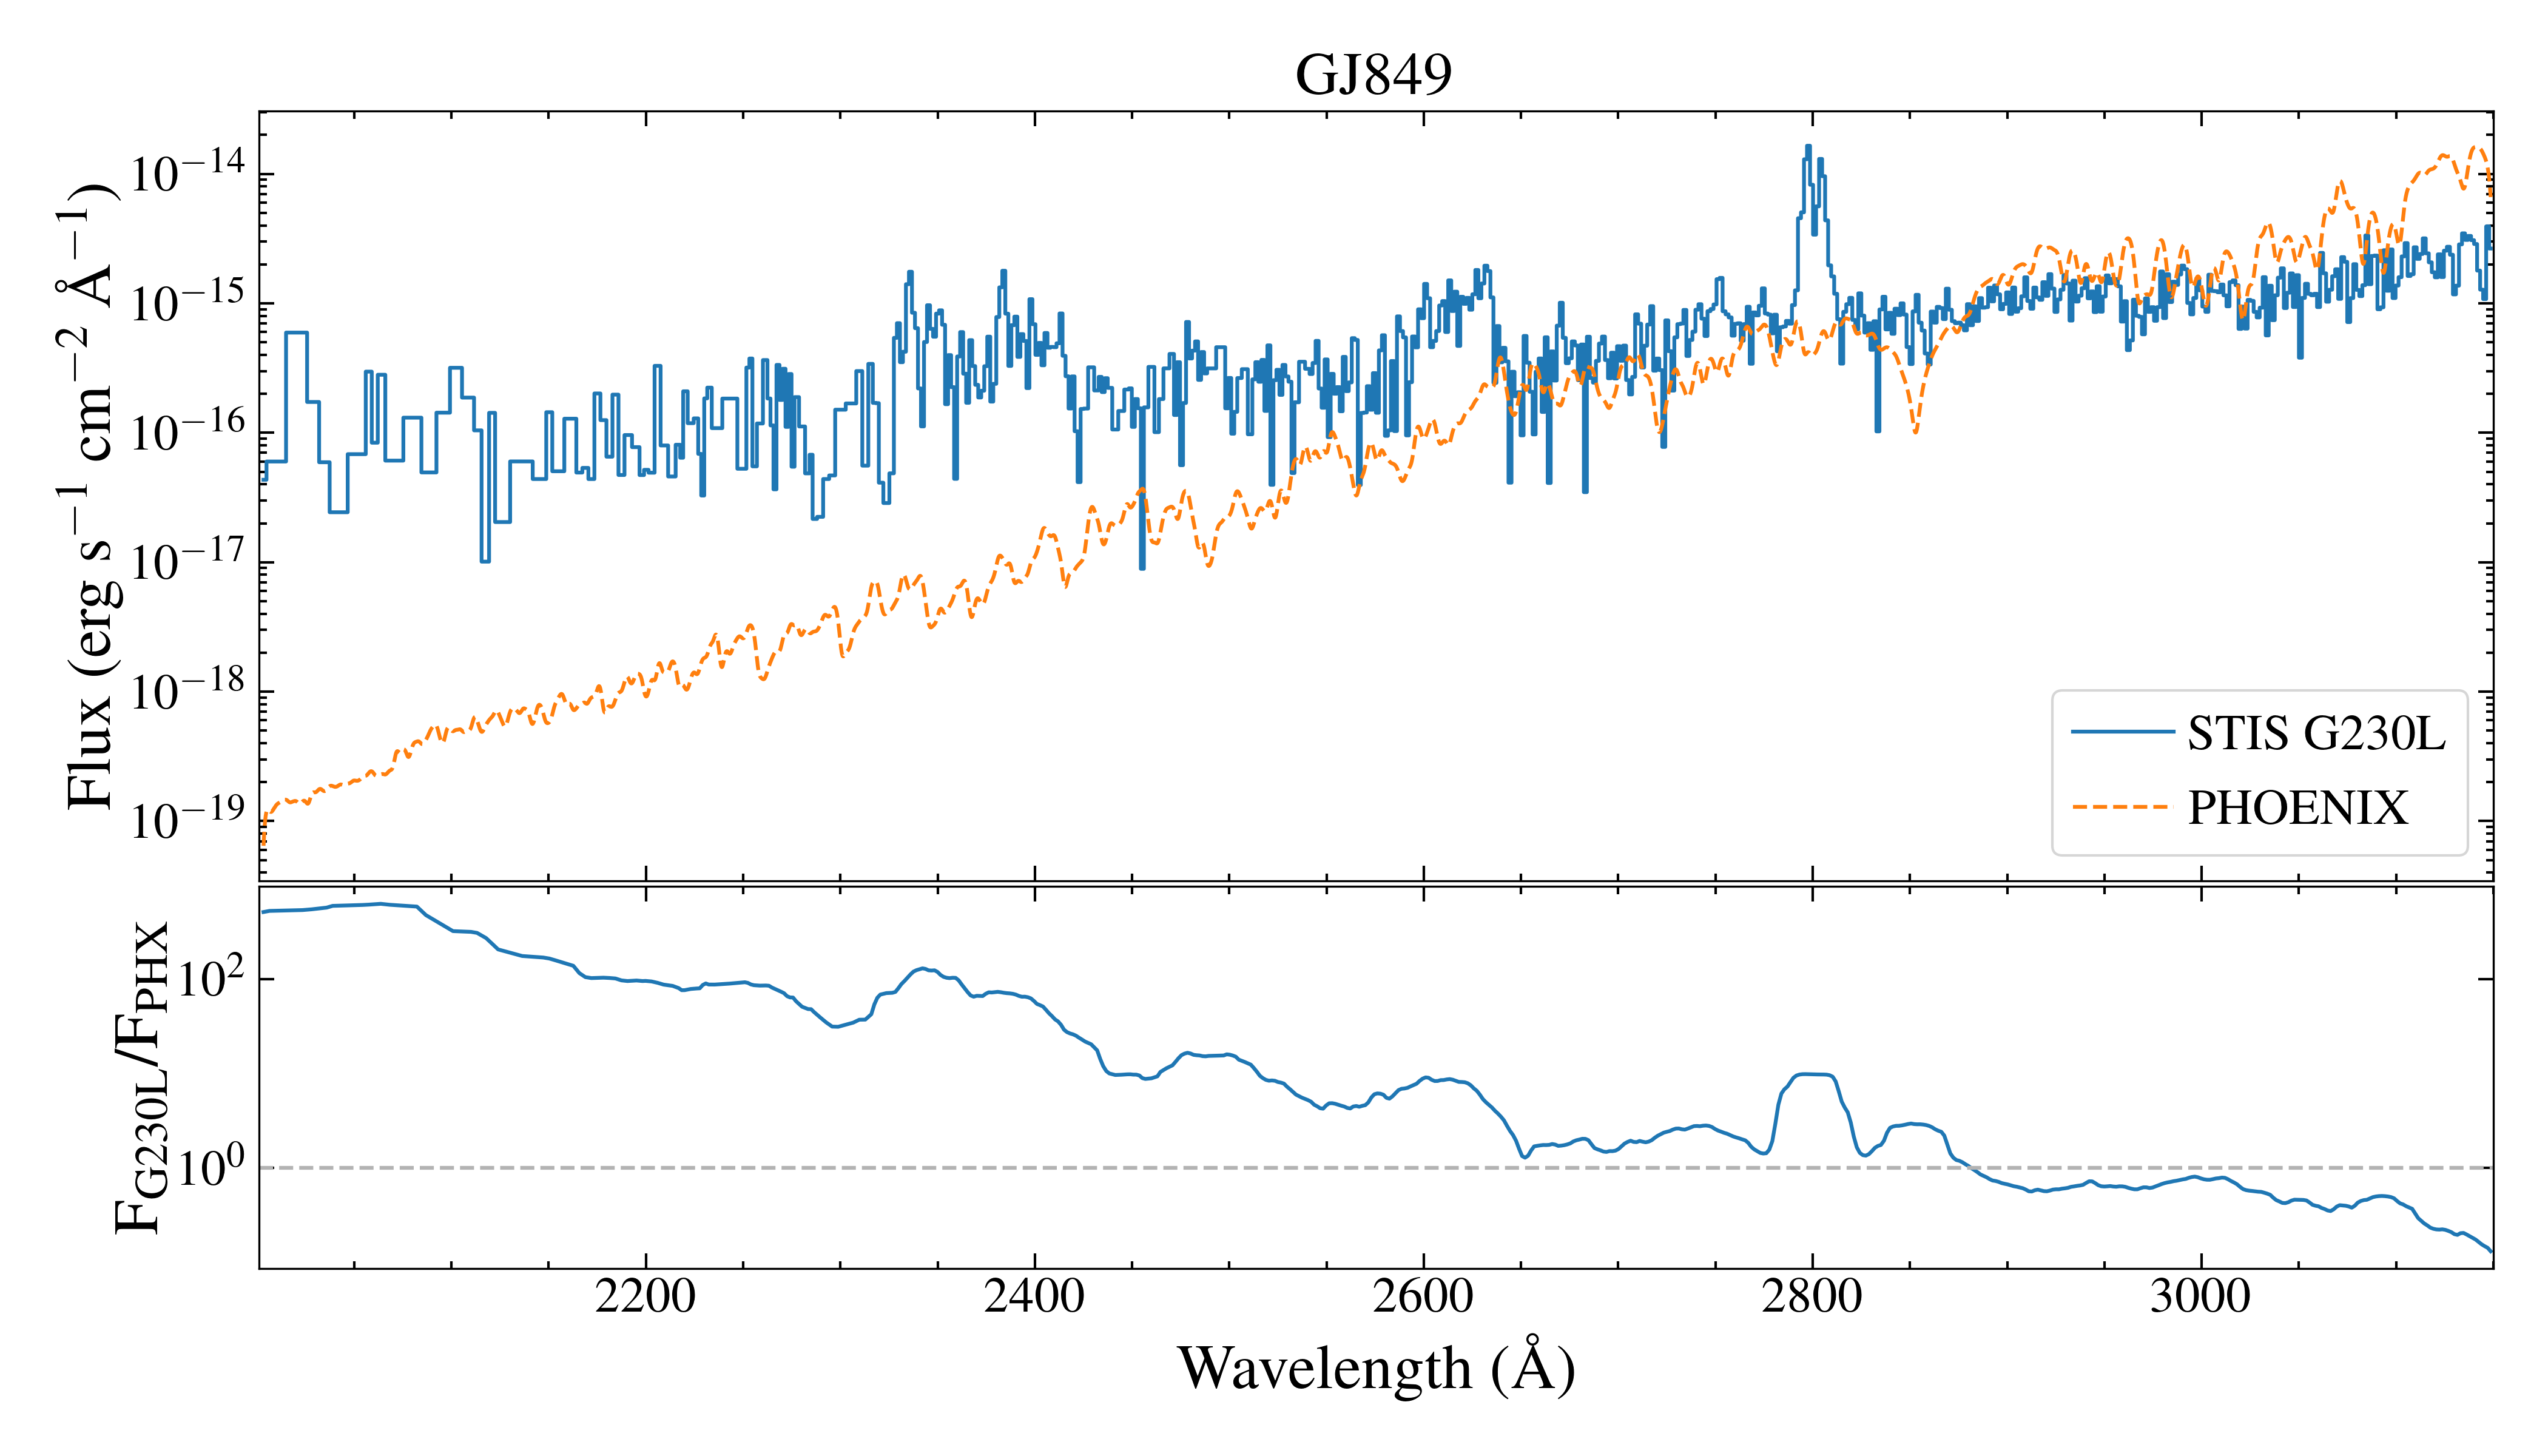 GJ849
Flux (erg s⁻¹ cm⁻² Å⁻¹)
10⁻¹⁴
10⁻¹⁵
10⁻¹⁶
10⁻¹⁷
10⁻¹⁸
10⁻¹⁹
STIS G230L
PHOENIX
F_G230L/F_PHX
10²
10⁰
2200 2400 2600 2800 3000
Wavelength (Å)